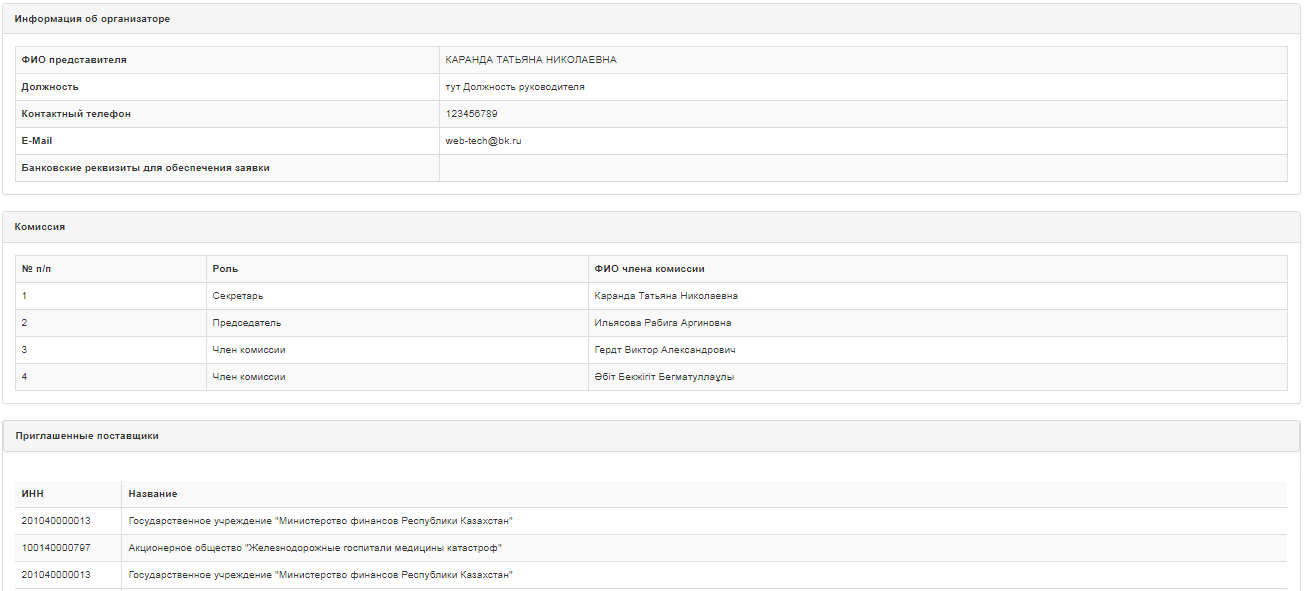 Информация об организаторе
ФИО представителя КАРАНДА ТАТЬЯНА НИКОЛАЕВНА
Должность тут Должность руководителя
Контактный телефон 123456789
E-Mail web-tech@bk.ru
Банковские реквизиты для обеспечения заявки
Комиссия
№ п/п Роль ФИО члена комиссии
1 Секретарь Каранда Татьяна Николаевна
2 Председатель Ильясова Рабига Аргиновна
3 Член комиссии Гердт Виктор Александрович
4 Член комиссии Әбіт Бекжігіт Бегматуллаұлы
Приглашенные поставщики
ИНН Название
201040000013 Государственное учреждение "Министерство финансов Республики Казахстан"
100140000797 Акционерное общество "Железнодорожные госпитали медицины катастроф"
201040000013 Государственное учреждение "Министерство финансов Республики Казахстан"